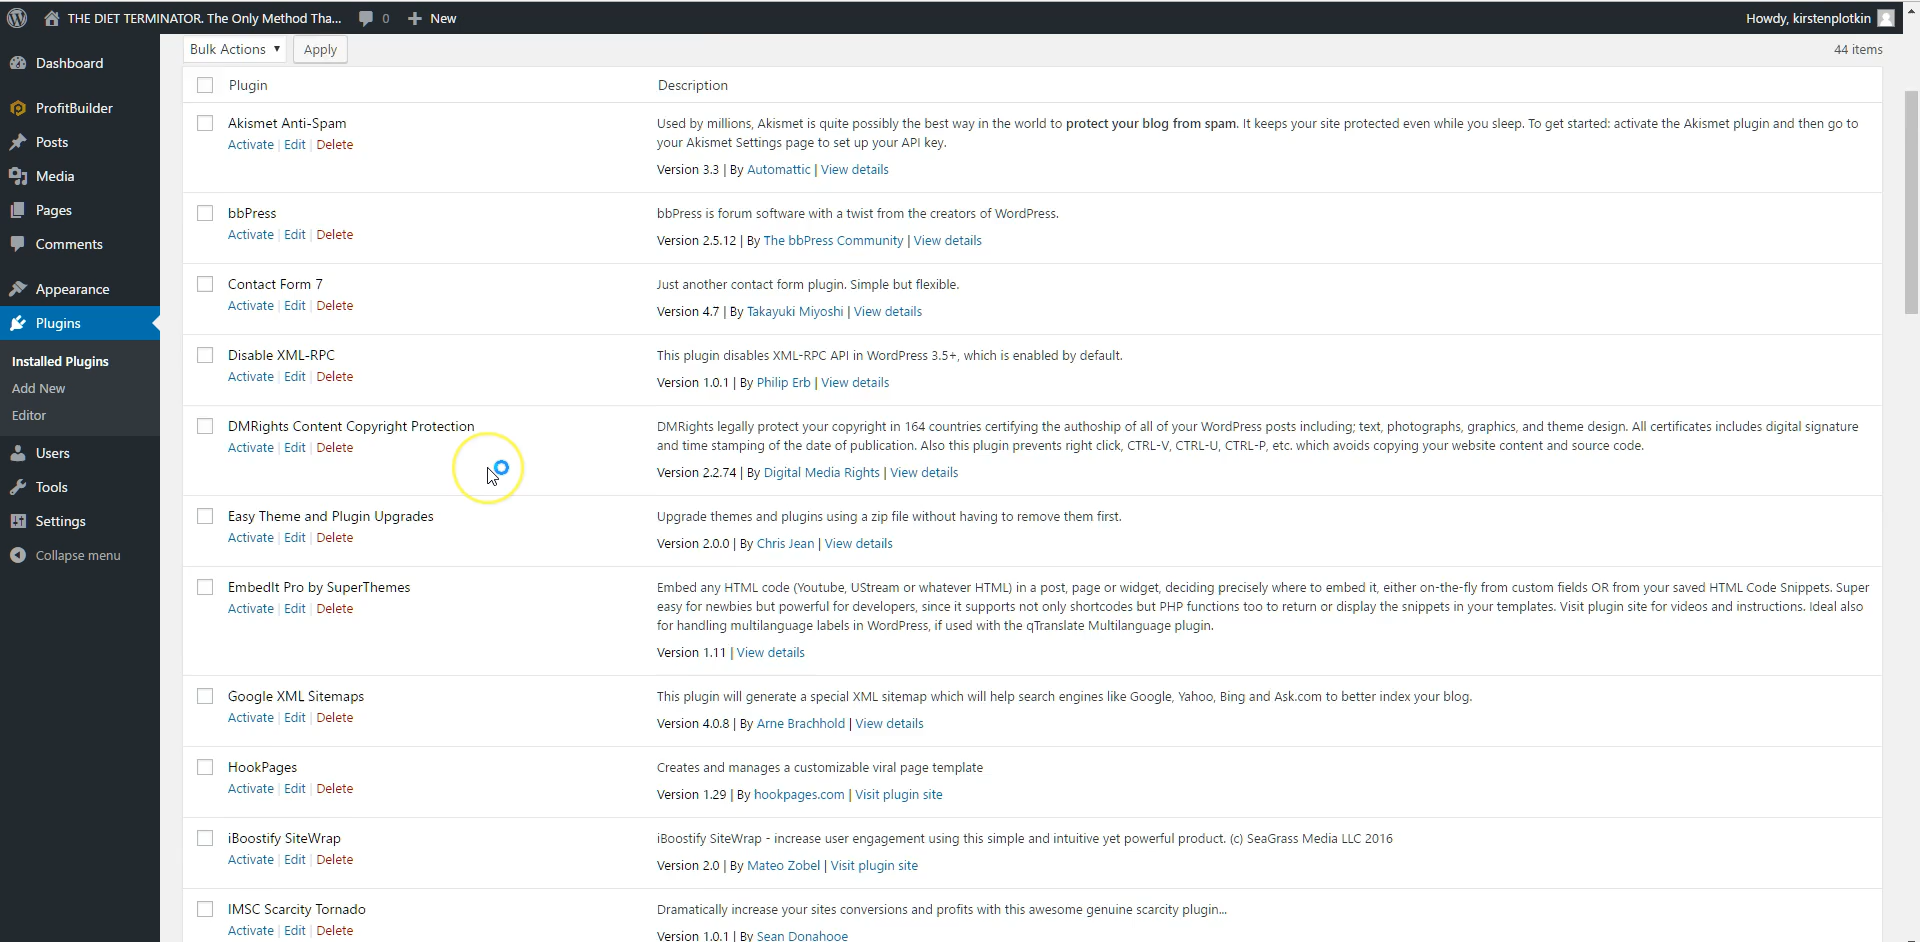 THE DIET TERMINATOR. The Only Method Tha... 0 New Howdy, kirstenplotkin
Dashboard
ProfitBuilder
Posts
Media
Pages
Comments
Appearance
Plugins
Installed Plugins
Add New
Editor
Users
Tools
Settings
Collapse menu
Bulk Actions Apply 44 items
Plugin Description
Akismet Anti-Spam
Activate | Edit | Delete
Used by millions, Akismet is quite possibly the best way in the world to protect your blog from spam. It keeps your site protected even while you sleep. To get started: activate the Akismet plugin and then go to
your Akismet Settings page to set up your API key.
Version 3.3 | By Automattic | View details
bbPress
Activate | Edit | Delete
bbPress is forum software with a twist from the creators of WordPress.
Version 2.5.12 | By The bbPress Community | View details
Contact Form 7
Activate | Edit | Delete
Just another contact form plugin. Simple but flexible.
Version 4.7 | By Takayuki Miyoshi | View details
Disable XML-RPC
Activate | Edit | Delete
This plugin disables XML-RPC API in WordPress 3.5+, which is enabled by default.
Version 1.0.1 | By Philip Erb | View details
DMRights Content Copyright Protection
Activate | Edit | Delete
DMRights legally protect your copyright in 164 countries certifying the authoship of all of your WordPress posts including; text, photographs, graphics, and theme design. All certificates includes digital signature
and time stamping of the date of publication. Also this plugin prevents right click, CTRL-V, CTRL-U, CTRL-P, etc. which avoids copying your website content and source code.
Version 2.2.74 | By Digital Media Rights | View details
Easy Theme and Plugin Upgrades
Activate | Edit | Delete
Upgrade themes and plugins using a zip file without having to remove them first.
Version 2.0.0 | By Chris Jean | View details
EmbedIt Pro by SuperThemes
Activate | Edit | Delete
Embed any HTML code (Youtube, UStream or whatever HTML) in a post, page or widget, deciding precisely where to embed it, either on-the-fly from custom fields OR from your saved HTML Code Snippets. Super
easy for newbies but powerful for developers, since it supports not only shortcodes but PHP functions too to return or display the snippets in your templates. Visit plugin site for videos and instructions. Ideal also
for handling multilanguage labels in WordPress, if used with the qTranslate Multilanguage plugin.
Version 1.11 | View details
Google XML Sitemaps
Activate | Edit | Delete
This plugin will generate a special XML sitemap which will help search engines like Google, Yahoo, Bing and Ask.com to better index your blog.
Version 4.0.8 | By Arne Brachhold | View details
HookPages
Activate | Edit | Delete
Creates and manages a customizable viral page template
Version 1.29 | By hookpages.com | Visit plugin site
iBoostify SiteWrap
Activate | Edit | Delete
iBoostify SiteWrap - increase user engagement using this simple and intuitive yet powerful product. (c) SeaGrass Media LLC 2016
Version 2.0 | By Mateo Zobel | Visit plugin site
IMSC Scarcity Tornado
Activate | Edit | Delete
Dramatically increase your sites conversions and profits with this awesome genuine scarcity plugin...
Version 1.0.1 | By Sean Donahooe